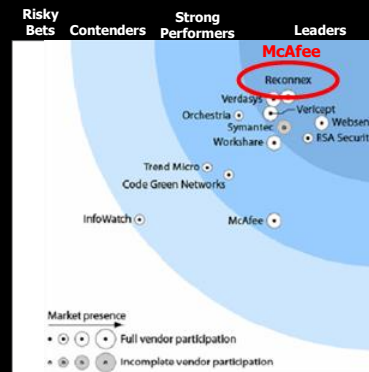 Risky Bets
Contenders
Strong Performers
Leaders
McAfee
Reconnex
Verdasys
Vericept
Orchestria
Websen
Symantec
RSA Securit
Workshare
Trend Micro
Code Green Networks
InfoWatch
McAfee
Market presence
Full vendor participation
Incomplete vendor participation